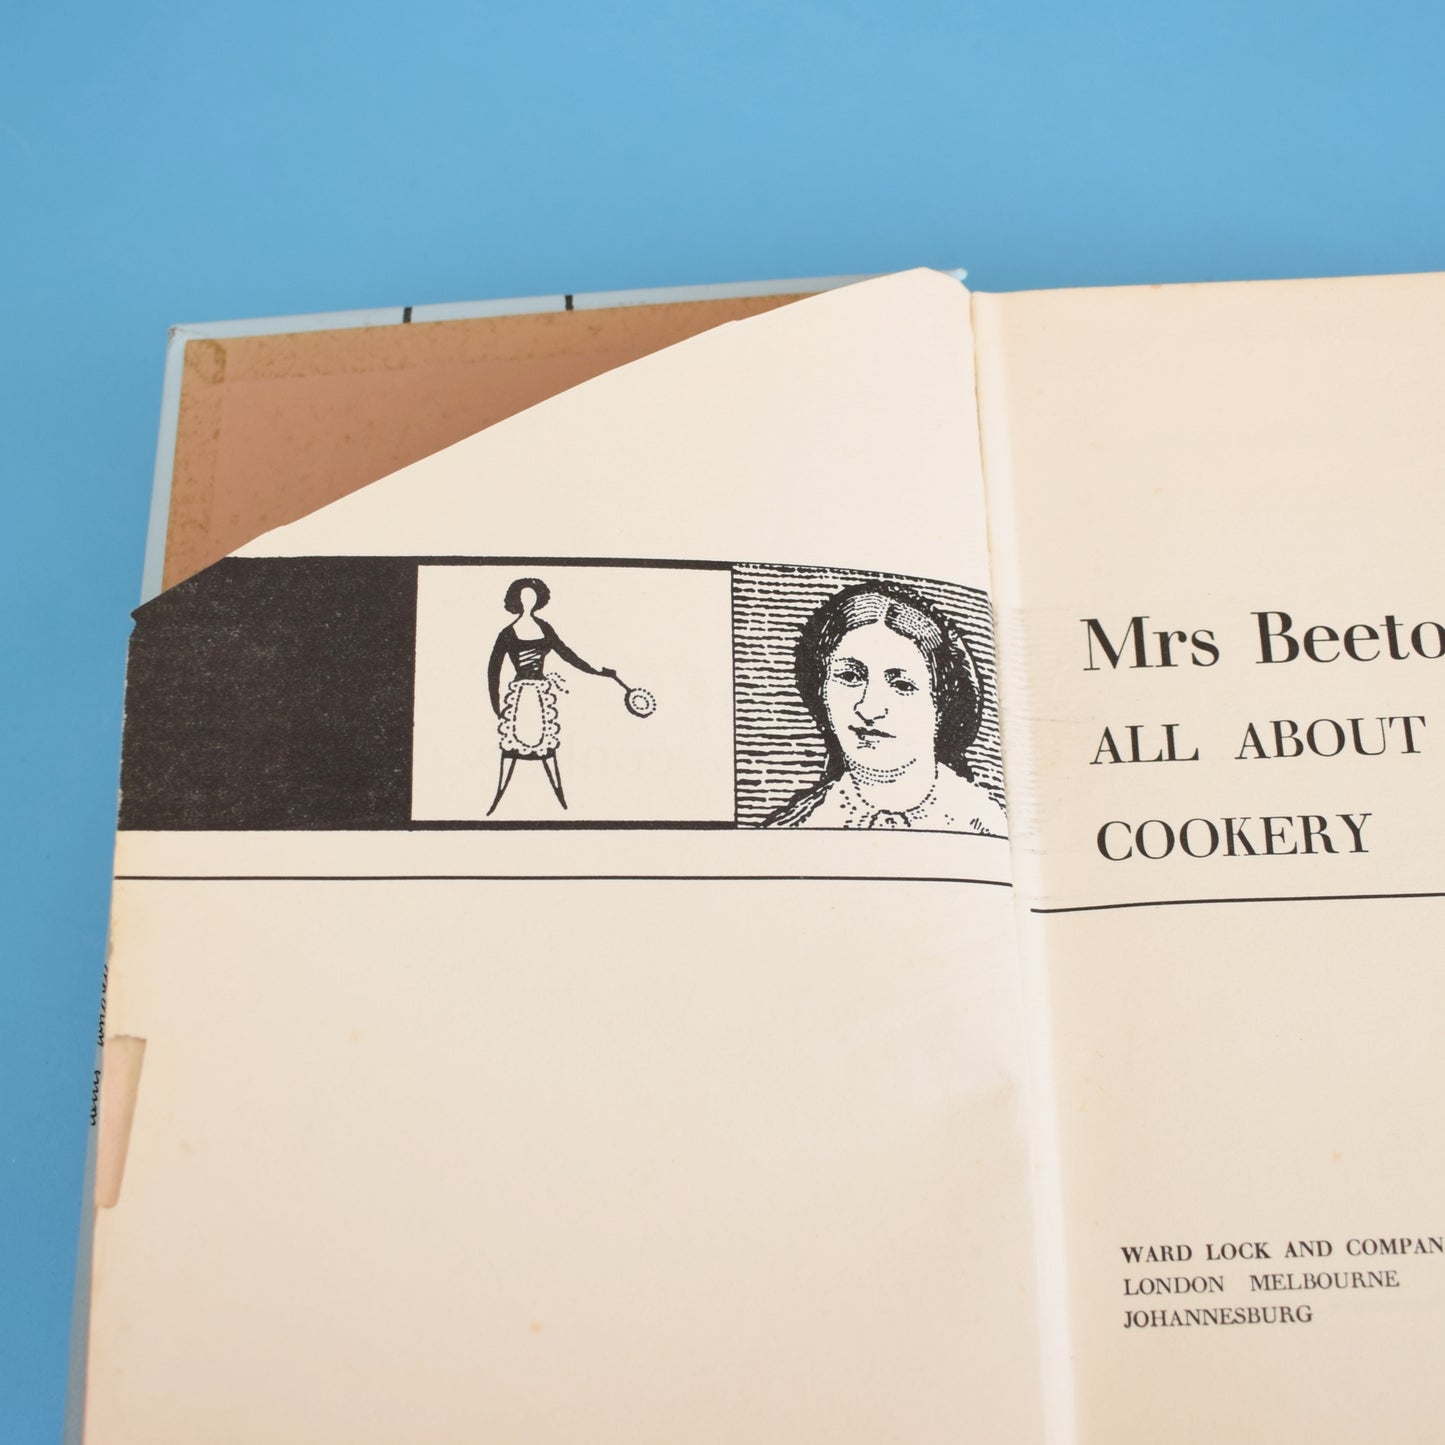 Mrs Beeto
ALL ABOUT
COOKERY
WARD LOCK AND COMPAN
LONDON MELBOURNE
JOHANNESBURG